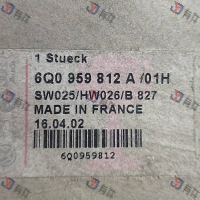 1 Stueck
6Q0 959 812 A /01H
SW025/HW026/B 827
MADE IN FRANCE
16.04.02
6Q0959812